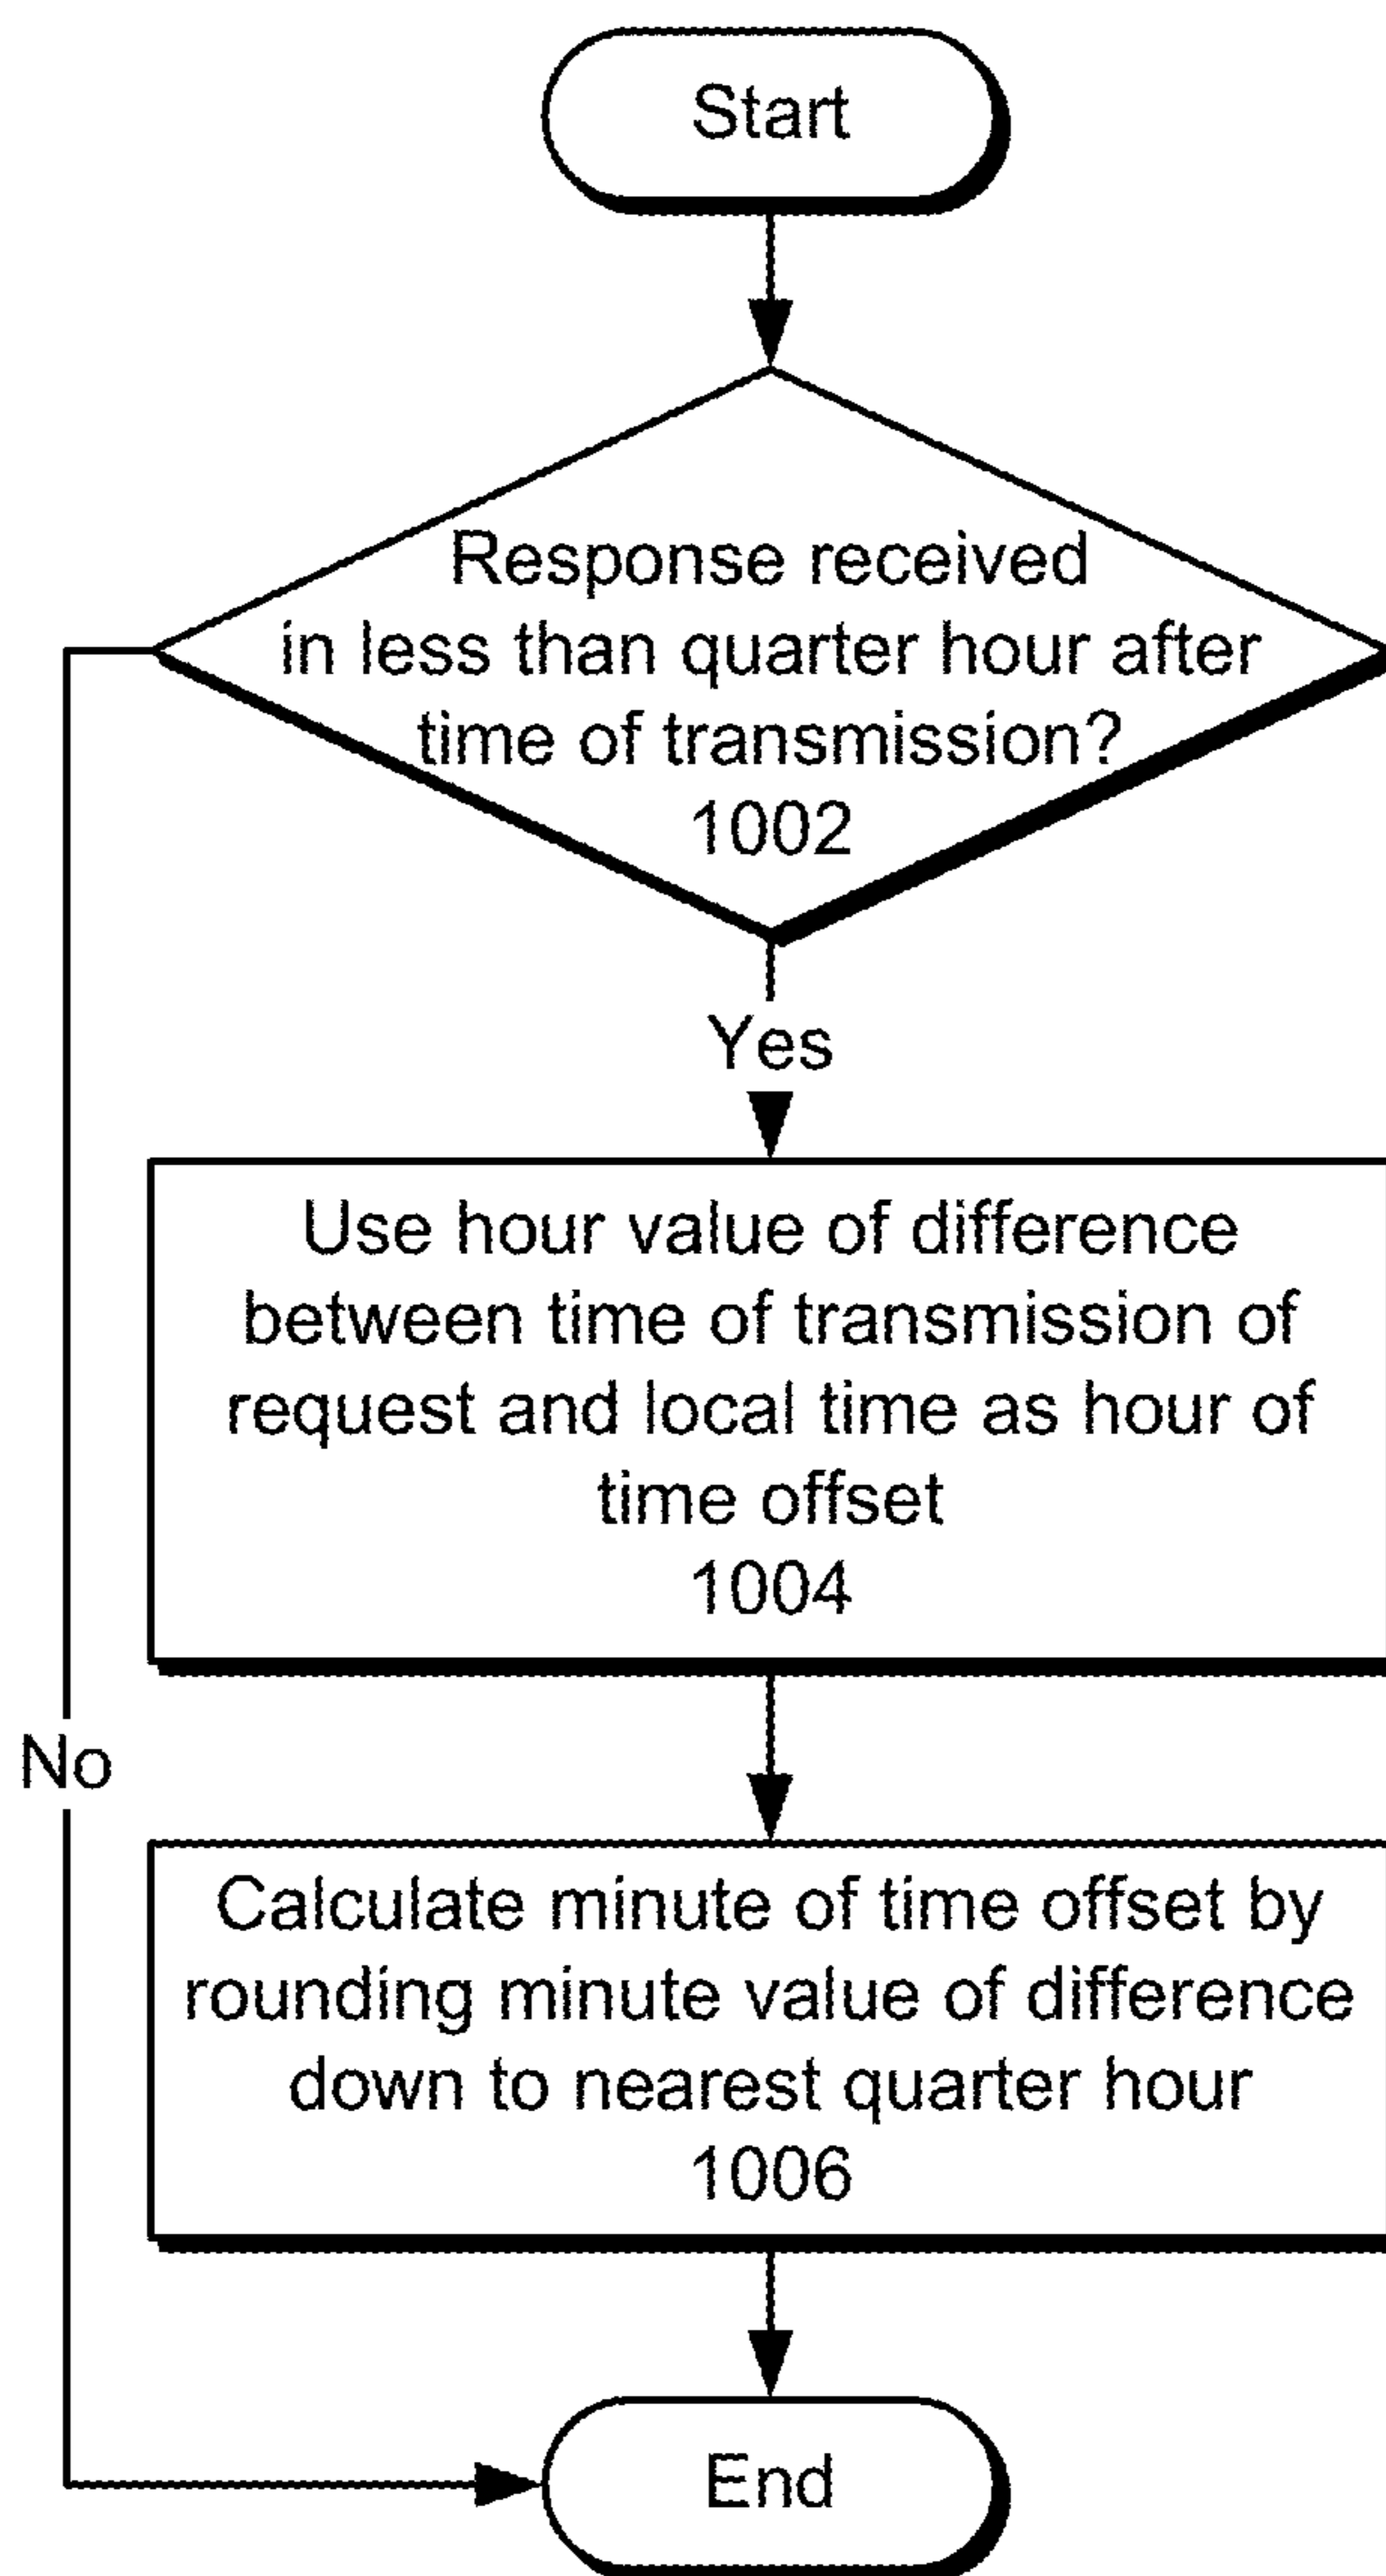 Start
Response received
in less than quarter hour after
time of transmission?
1002
Yes
Use hour value of difference
between time of transmission of
request and local time as hour of
time offset
1004
No
Calculate minute of time offset by
rounding minute value of difference
down to nearest quarter hour
1006
End